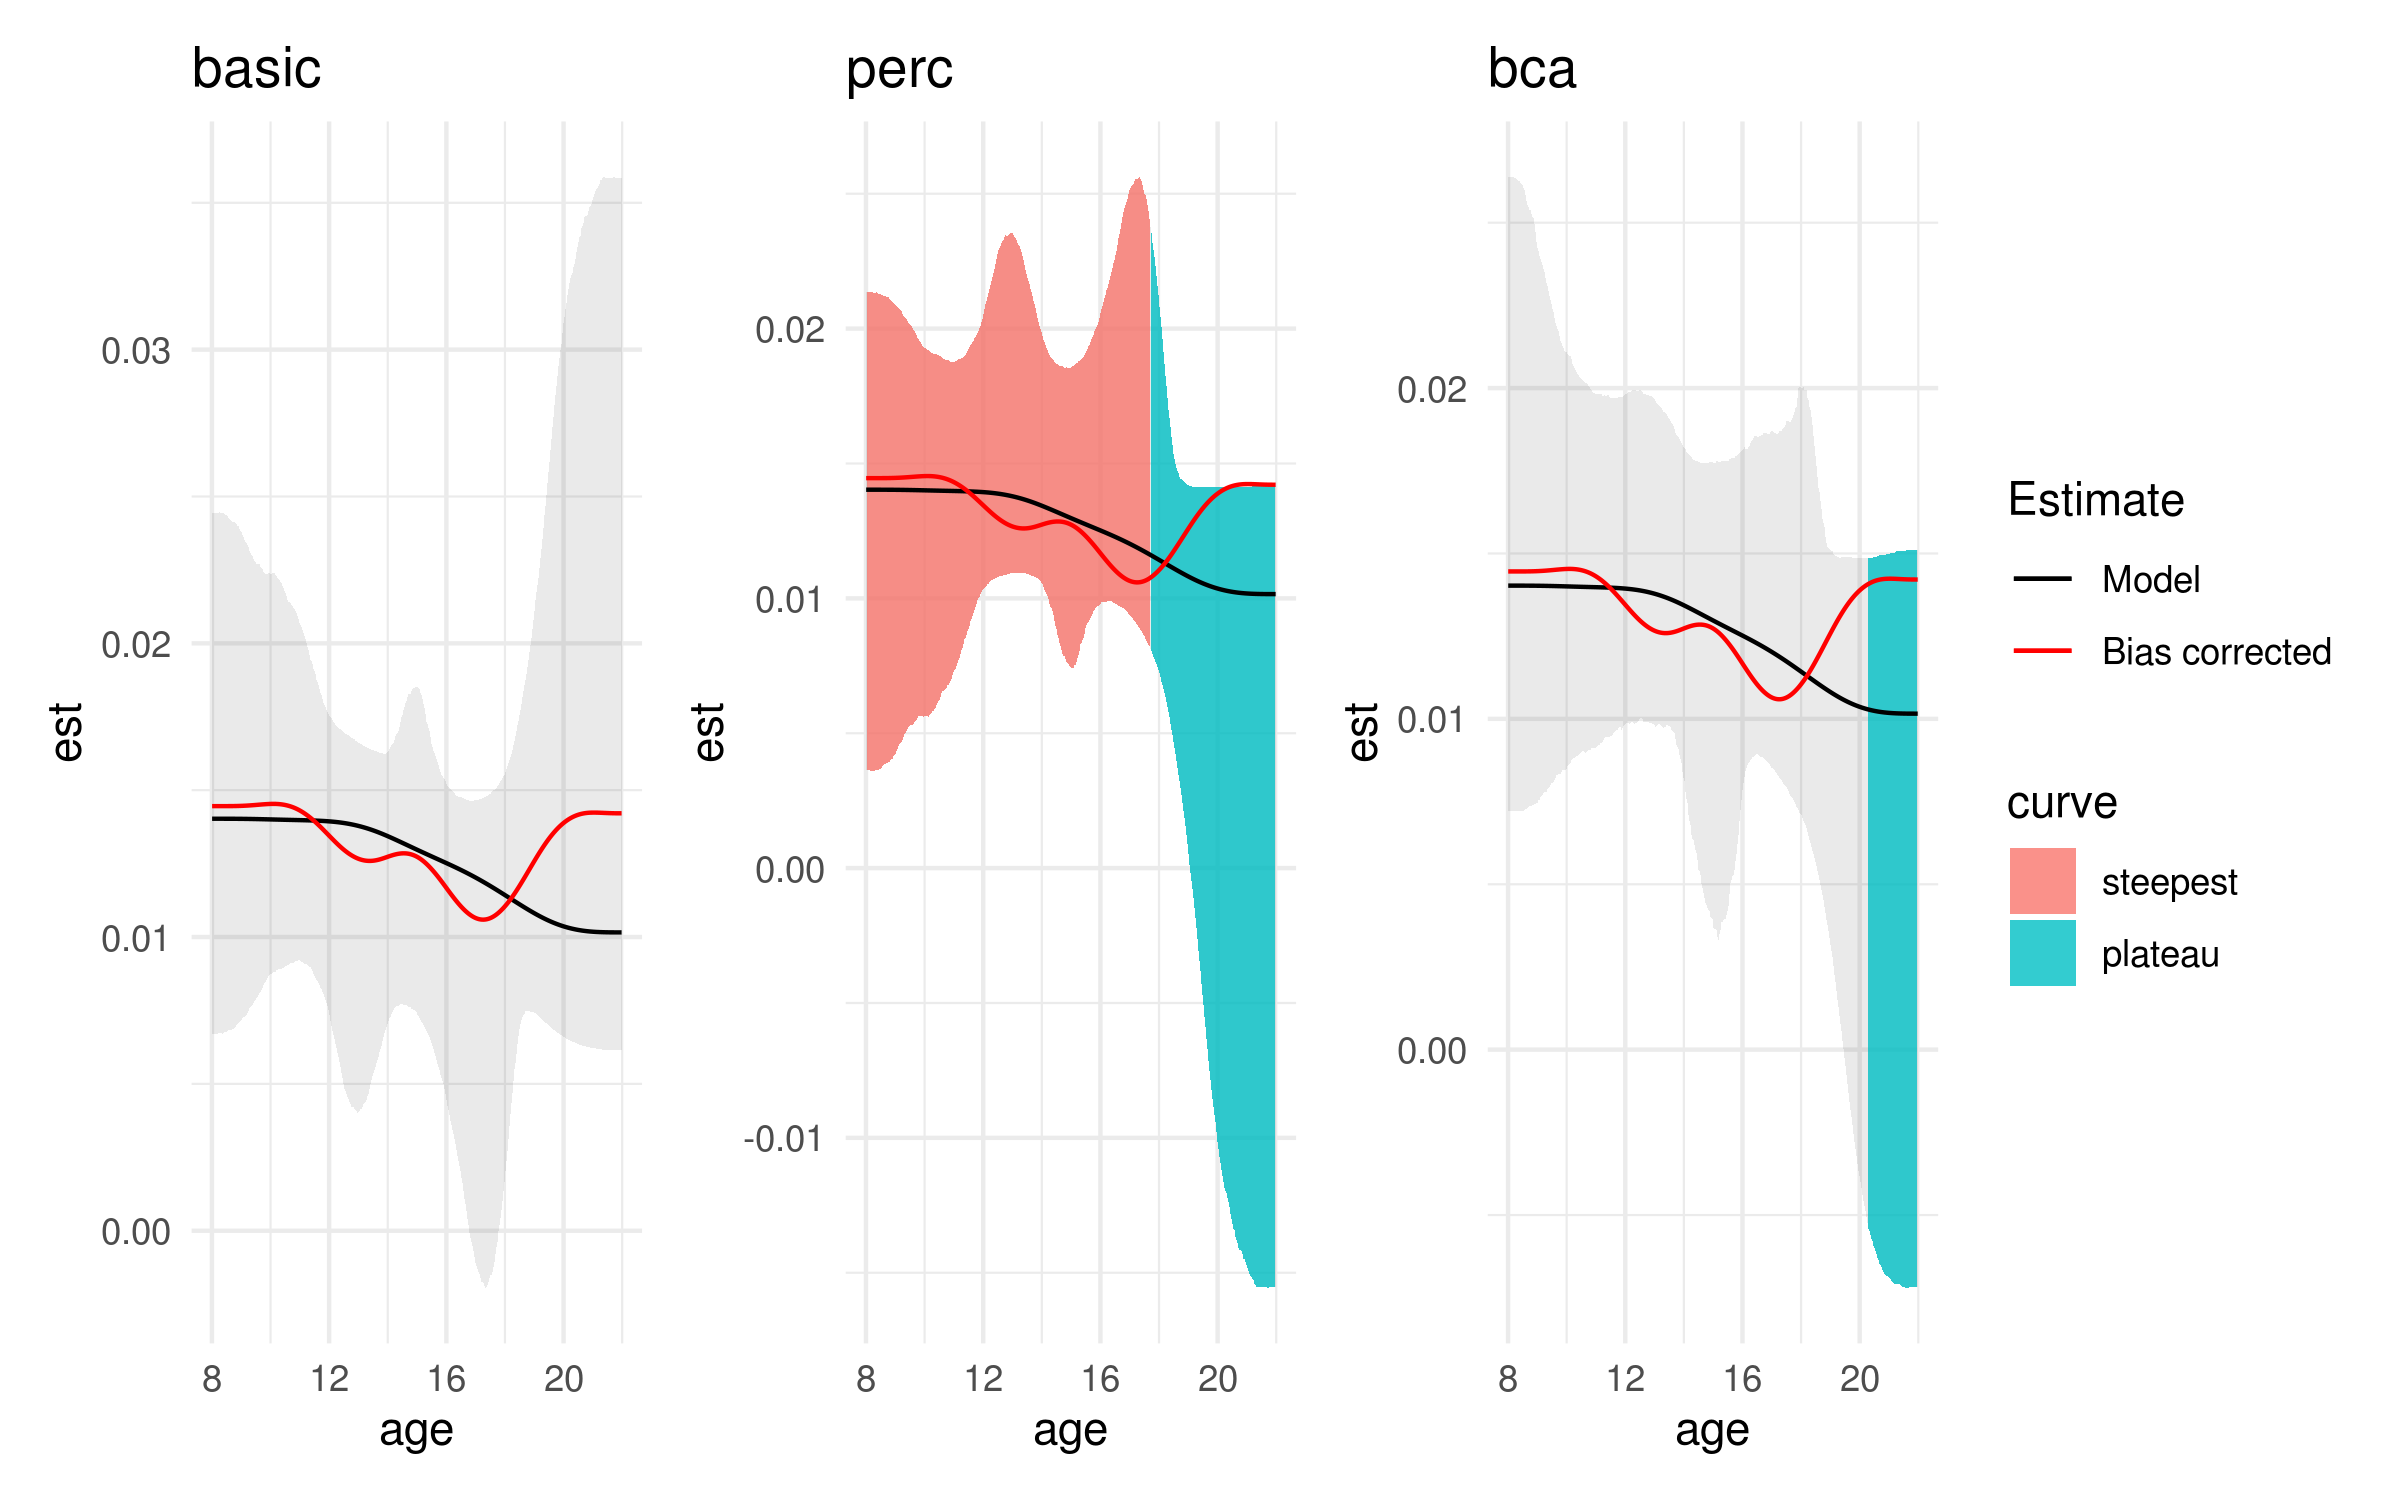 basic
0.03
0.02
0.01
0.00
est
8 12 16 20
age
perc
0.02
0.01
0.00
-0.01
est
8 12 16 20
age
bca
0.02
0.01
0.00
est
8 12 16 20
age
Estimate
Model
Bias corrected
curve
steepest
plateau